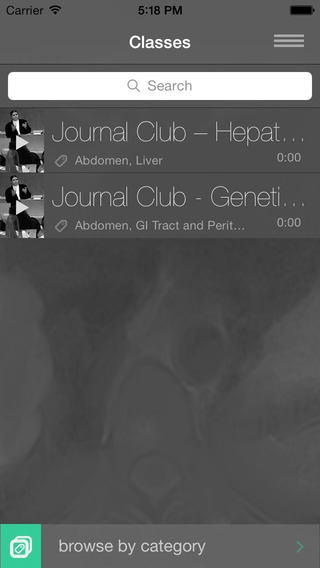 Carrier 5:18 PM
Classes
Search
Journal Club – Hepat...
Abdomen, Liver 0:00
Journal Club - Geneti...
Abdomen, GI Tract and Perit... 0:00
browse by category